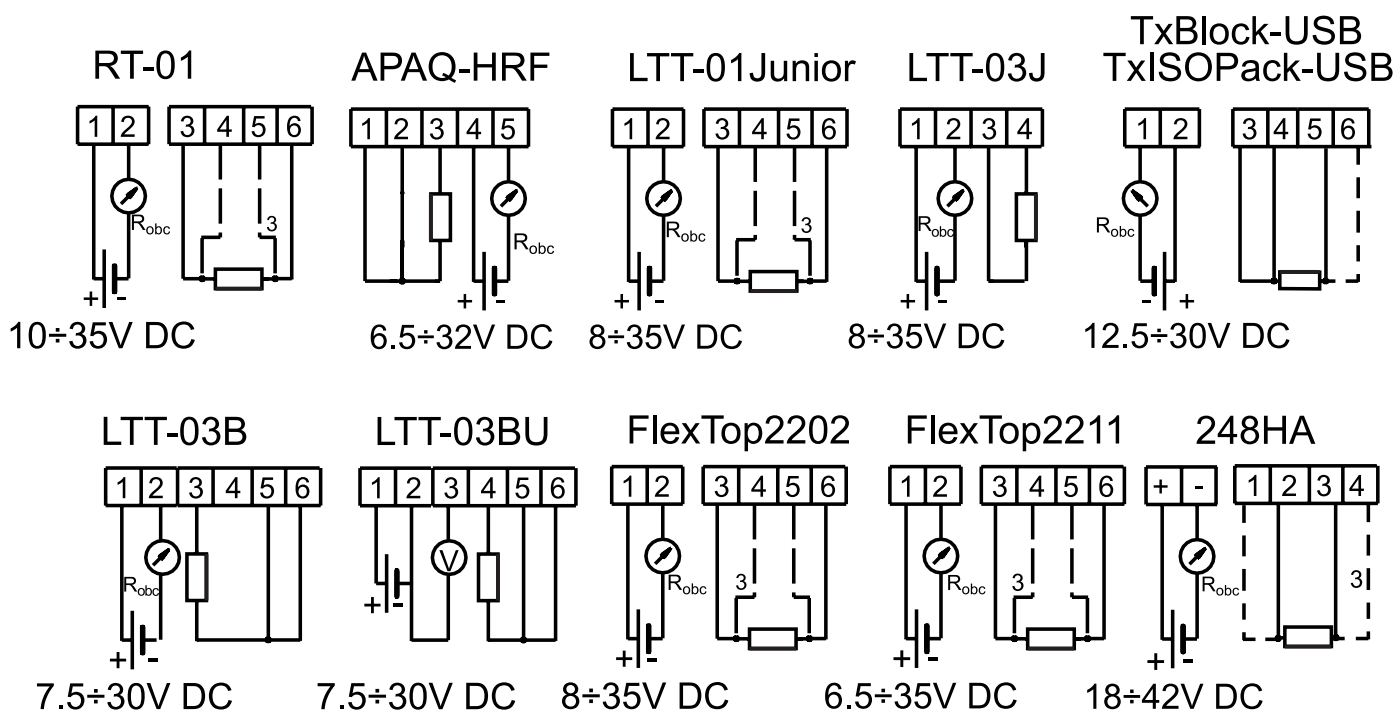 TxBlock-USB
RT-01 APAQ-HRF LTT-01Junior LTT-03J TxISOPack-USB
1 2 3 4 5 6 1 2 3 4 5 1 2 3 4 5 6 1 2 3 4 1 2 3 4 5 6
Robc 3 Robc Robc 3 Robc Robc
+ - + - + - + - - +
10÷35V DC 6.5÷32V DC 8÷35V DC 8÷35V DC 12.5÷30V DC
LTT-03B LTT-03BU FlexTop2202 FlexTop2211 248HA
1 2 3 4 5 6 1 2 3 4 5 6 1 2 3 4 5 6 1 2 3 4 5 6 + - 1 2 3 4
Robc V Robc 3 Robc 3 Robc 3
+ - + - + - + - + -
7.5÷30V DC 7.5÷30V DC 8÷35V DC 6.5÷35V DC 18÷42V DC